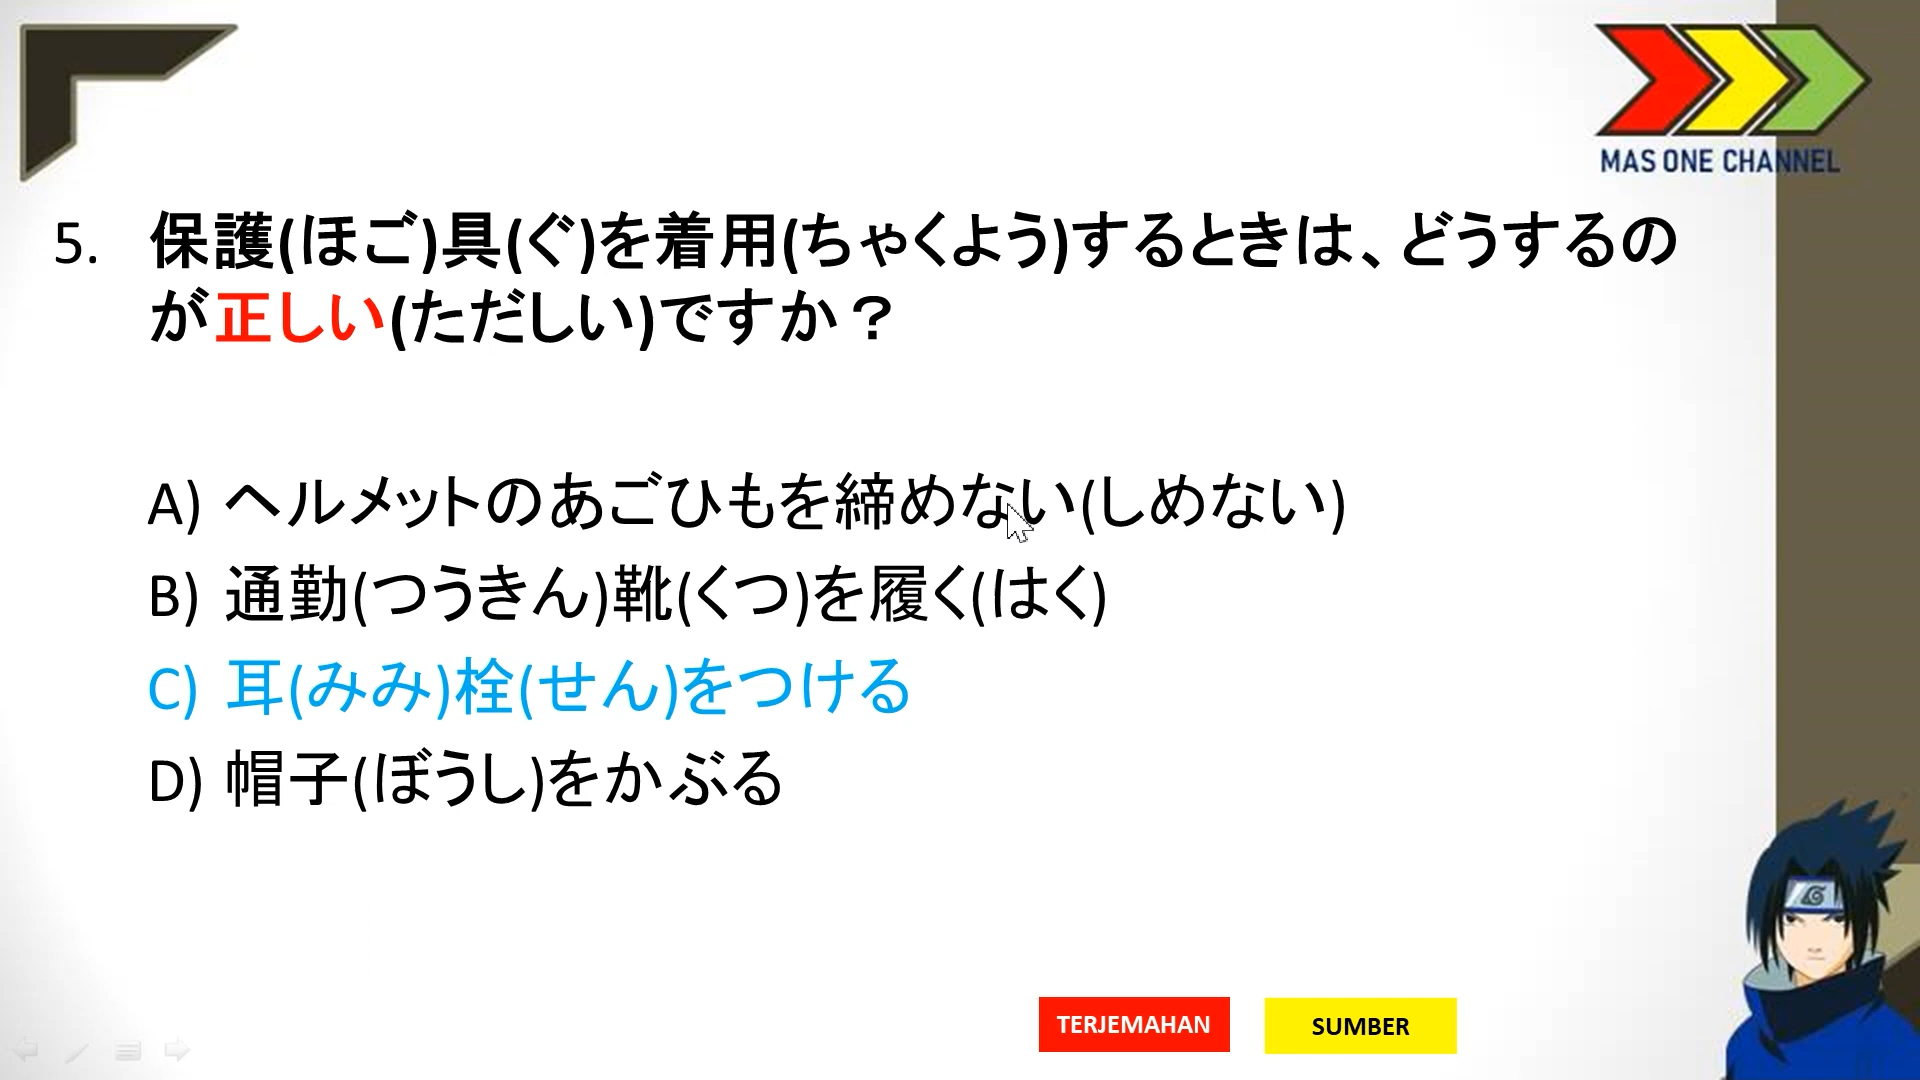 MAS ONE CHANNEL
5. 保護(ほご)具(ぐ)を着用(ちゃくよう)するときは、どうするの
が正しい(ただしい)ですか？
A) ヘルメットのあごひもを締めない(しめない)
B) 通勤(つうきん)靴(くつ)を履く(はく)
C) 耳(みみ)栓(せん)をつける
D) 帽子(ぼうし)をかぶる
TERJEMAHAN
SUMBER